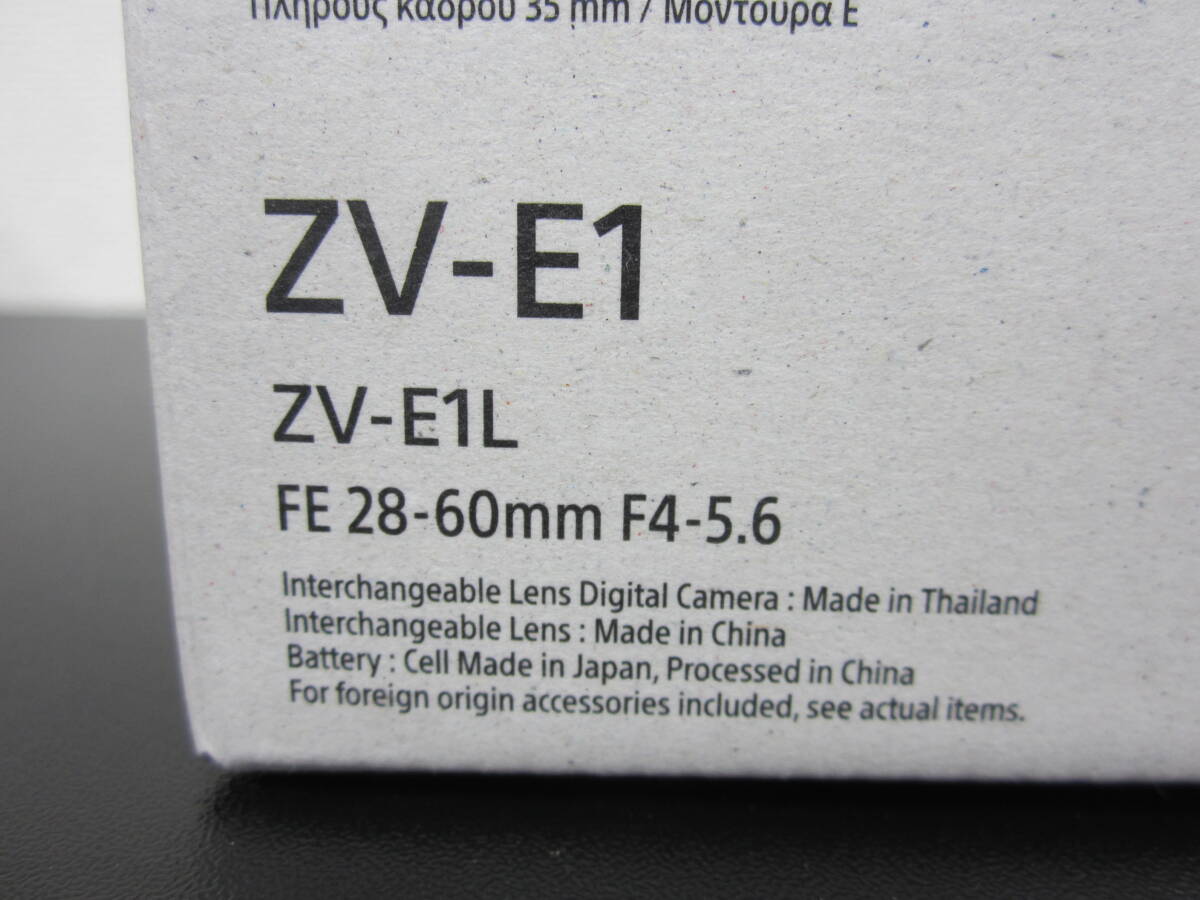 Πλήρους κάδρου 35 mm / Μοντούρα E
ZV-E1
ZV-E1L
FE 28-60mm F4-5.6
Interchangeable Lens Digital Camera : Made in Thailand
Interchangeable Lens : Made in China
Battery : Cell Made in Japan, Processed in China
For foreign origin accessories included, see actual items.